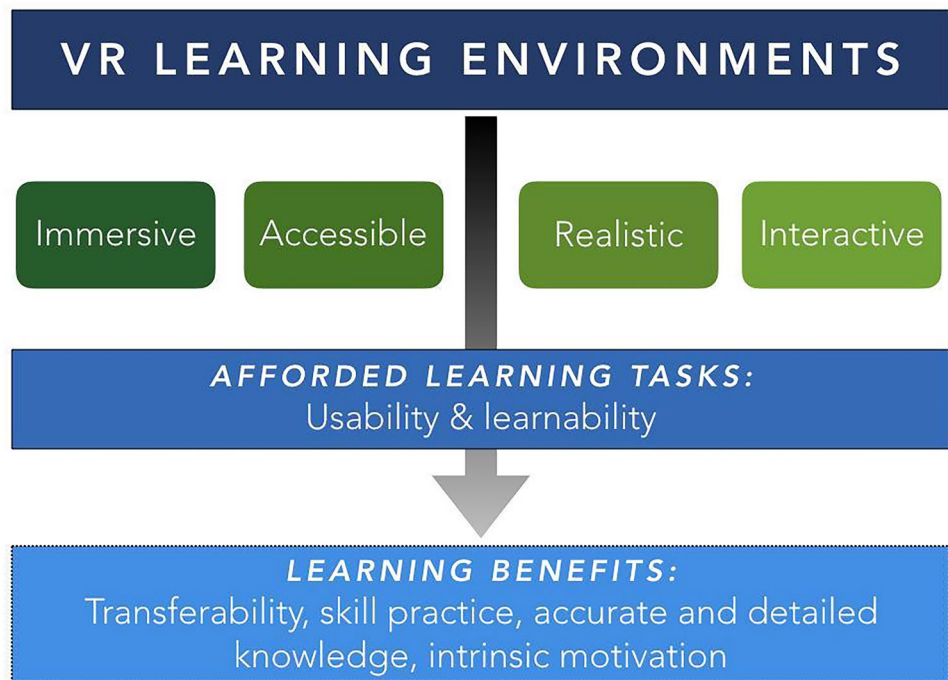 VR LEARNING ENVIRONMENTS
Immersive
Accessible
Realistic
Interactive
AFFORDED LEARNING TASKS:
Usability & learnability
LEARNING BENEFITS:
Transferability, skill practice, accurate and detailed
knowledge, intrinsic motivation